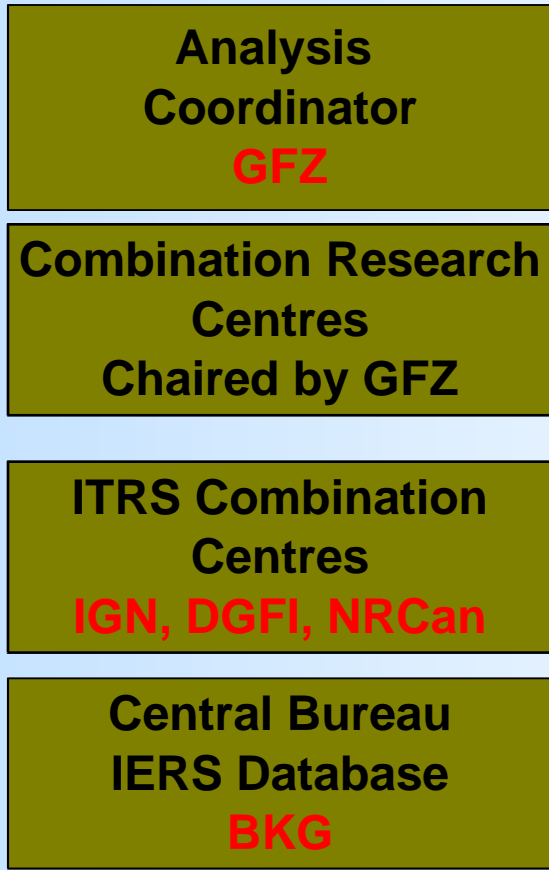 Analysis
Coordinator
GFZ
Combination Research
Centres
Chaired by GFZ
ITRS Combination
Centres
IGN, DGFI, NRCan
Central Bureau
IERS Database
BKG